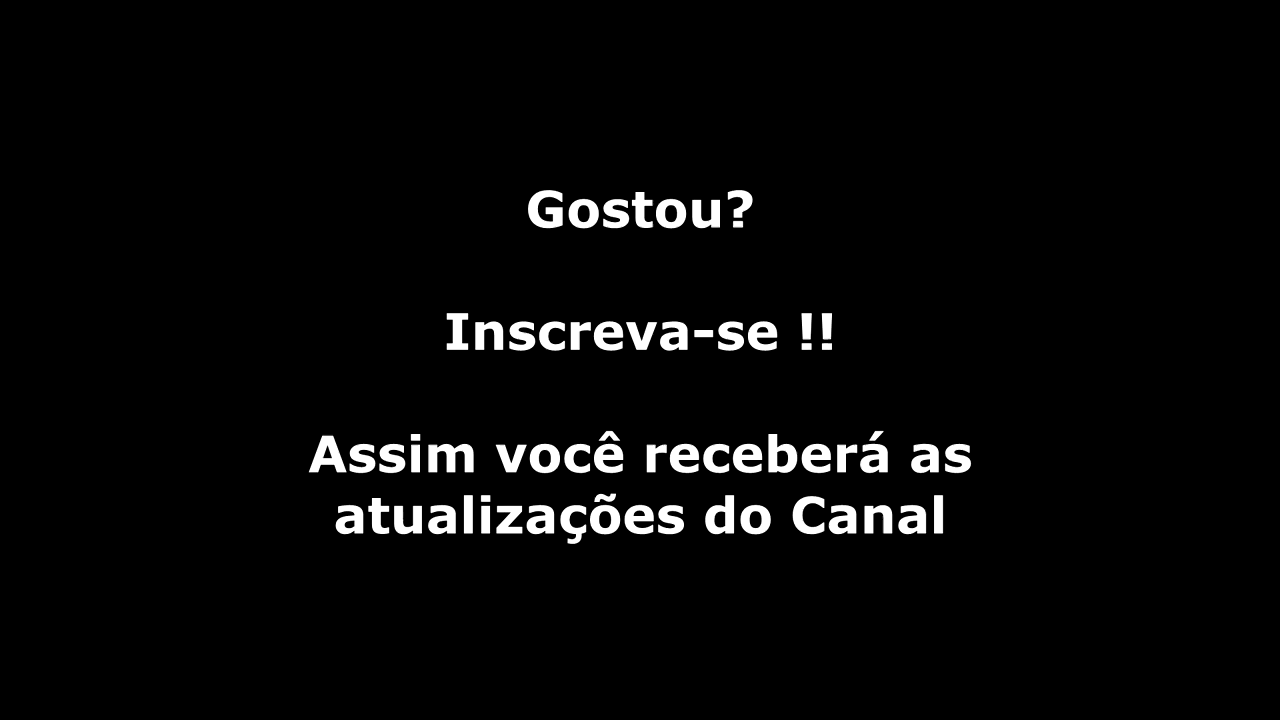 Gostou?
Inscreva-se !!
Assim você receberá as
atualizações do Canal